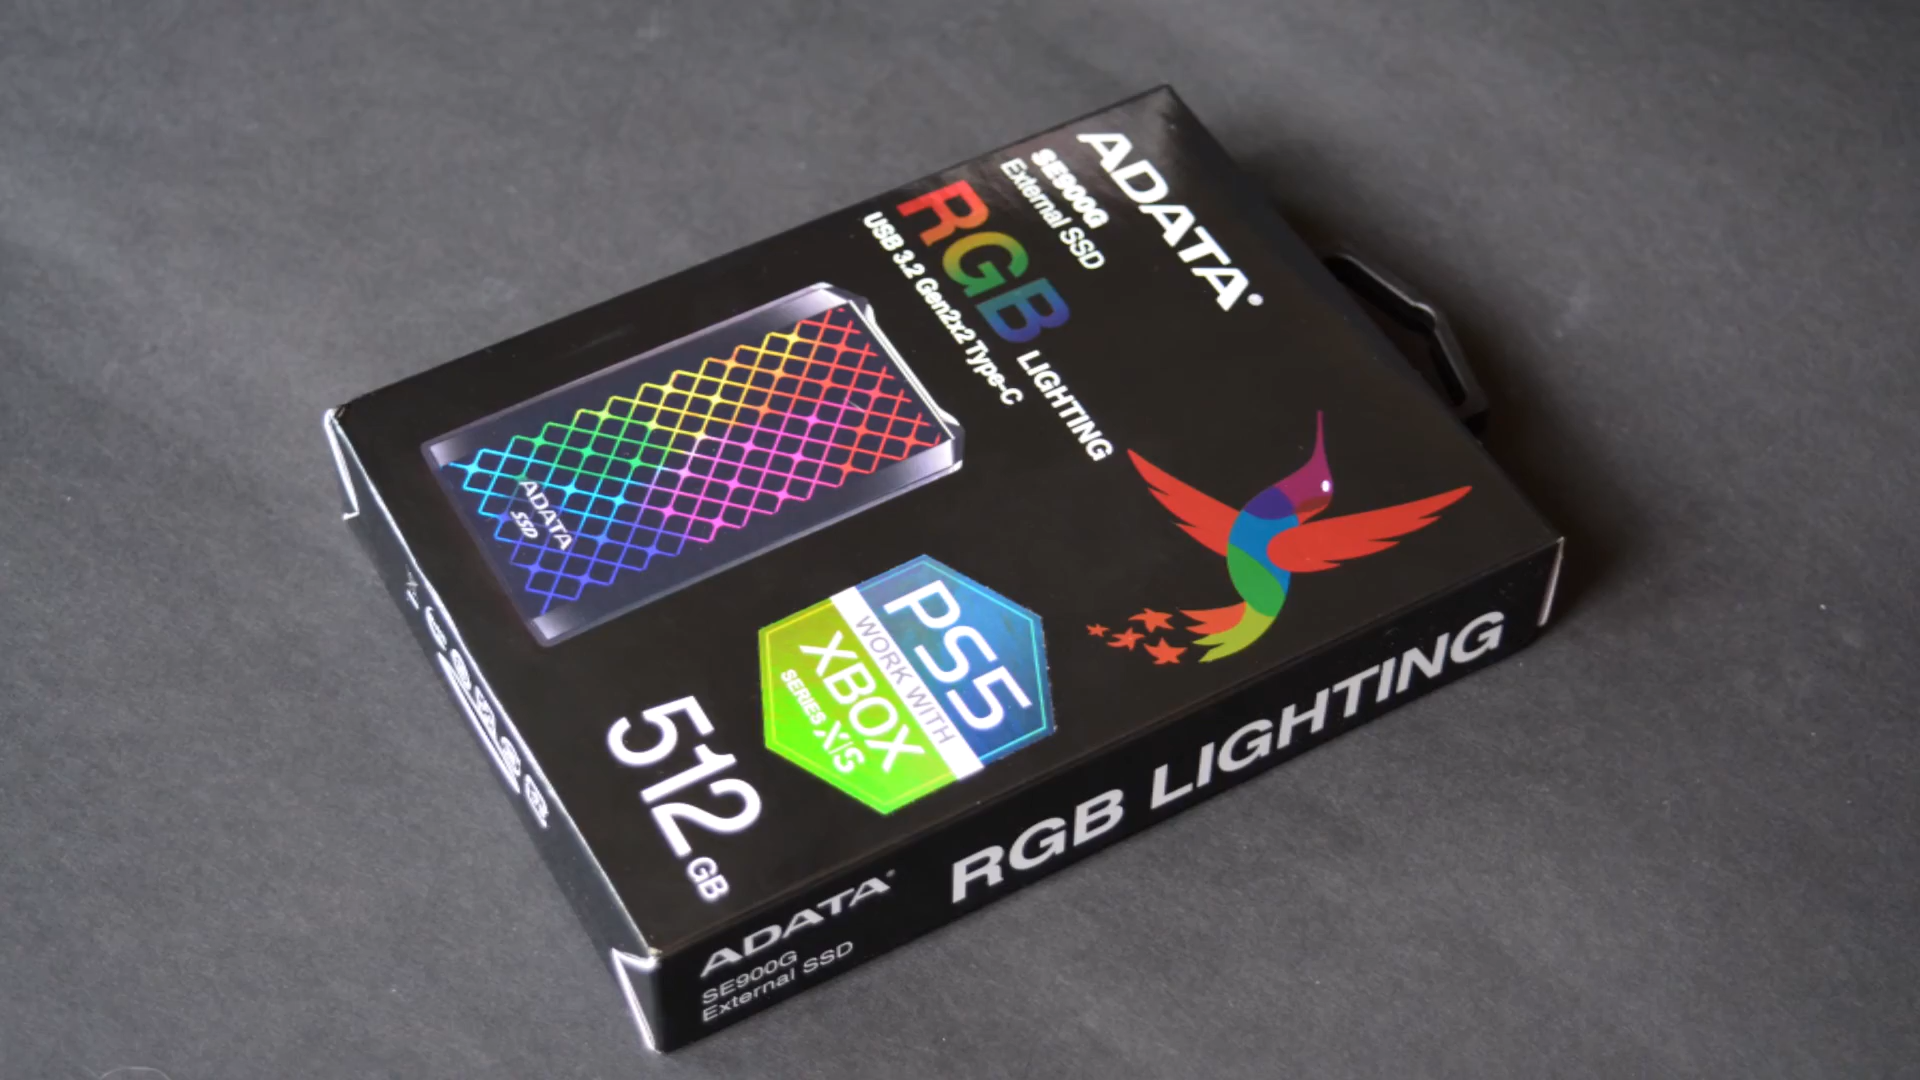 ADATA
SE900G
External SSD
RGB LIGHTING
USB 3.2 Gen2x2 Type-C
ADATA
SSD
PS5
WORK WITH
XBOX
SERIES X|S
512GB
ADATA
SE900G
External SSD
RGB LIGHTING